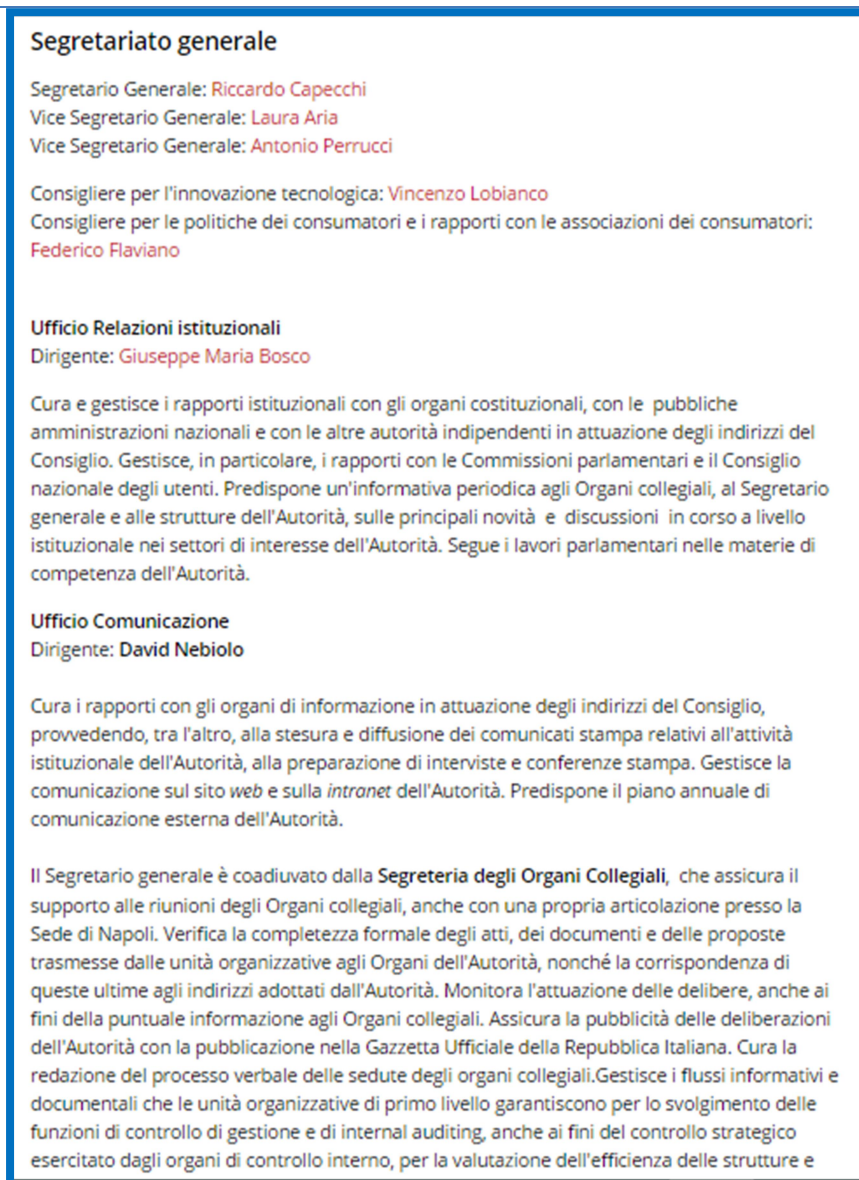 Segretariato generale
Segretario Generale: Riccardo Capecchi
Vice Segretario Generale: Laura Aria
Vice Segretario Generale: Antonio Perrucci
Consigliere per l'innovazione tecnologica: Vincenzo Lobianco
Consigliere per le politiche dei consumatori e i rapporti con le associazioni dei consumatori:
Federico Flaviano
Ufficio Relazioni istituzionali
Dirigente: Giuseppe Maria Bosco
Cura e gestisce i rapporti istituzionali con gli organi costituzionali, con le pubbliche
amministrazioni nazionali e con le altre autorità indipendenti in attuazione degli indirizzi del
Consiglio. Gestisce, in particolare, i rapporti con le Commissioni parlamentari e il Consiglio
nazionale degli utenti. Predispone un'informativa periodica agli Organi collegiali, al Segretario
generale e alle strutture dell'Autorità, sulle principali novità e discussioni in corso a livello
istituzionale nei settori di interesse dell'Autorità. Segue i lavori parlamentari nelle materie di
competenza dell'Autorità.
Ufficio Comunicazione
Dirigente: David Nebiolo
Cura i rapporti con gli organi di informazione in attuazione degli indirizzi del Consiglio,
provvedendo, tra l'altro, alla stesura e diffusione dei comunicati stampa relativi all'attività
istituzionale dell'Autorità, alla preparazione di interviste e conferenze stampa. Gestisce la
comunicazione sul sito web e sulla intranet dell'Autorità. Predispone il piano annuale di
comunicazione esterna dell'Autorità.
Il Segretario generale è coadiuvato dalla Segreteria degli Organi Collegiali, che assicura il
supporto alle riunioni degli Organi collegiali, anche con una propria articolazione presso la
Sede di Napoli. Verifica la completezza formale degli atti, dei documenti e delle proposte
trasmesse dalle unità organizzative agli Organi dell'Autorità, nonché la corrispondenza di
queste ultime agli indirizzi adottati dall'Autorità. Monitora l'attuazione delle delibere, anche ai
fini della puntuale informazione agli Organi collegiali. Assicura la pubblicità delle deliberazioni
dell'Autorità con la pubblicazione nella Gazzetta Ufficiale della Repubblica Italiana. Cura la
redazione del processo verbale delle sedute degli organi collegiali.Gestisce i flussi informativi e
documentali che le unità organizzative di primo livello garantiscono per lo svolgimento delle
funzioni di controllo di gestione e di internal auditing, anche ai fini del controllo strategico
esercitato dagli organi di controllo interno, per la valutazione dell'efficienza delle strutture e